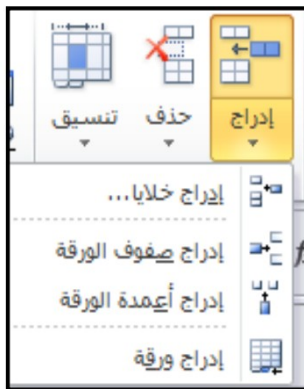 إدراج حذف تنسيق
إدراج خلايا...
إدراج صفوف الورقة
إدراج أعمدة الورقة
إدراج ورقة